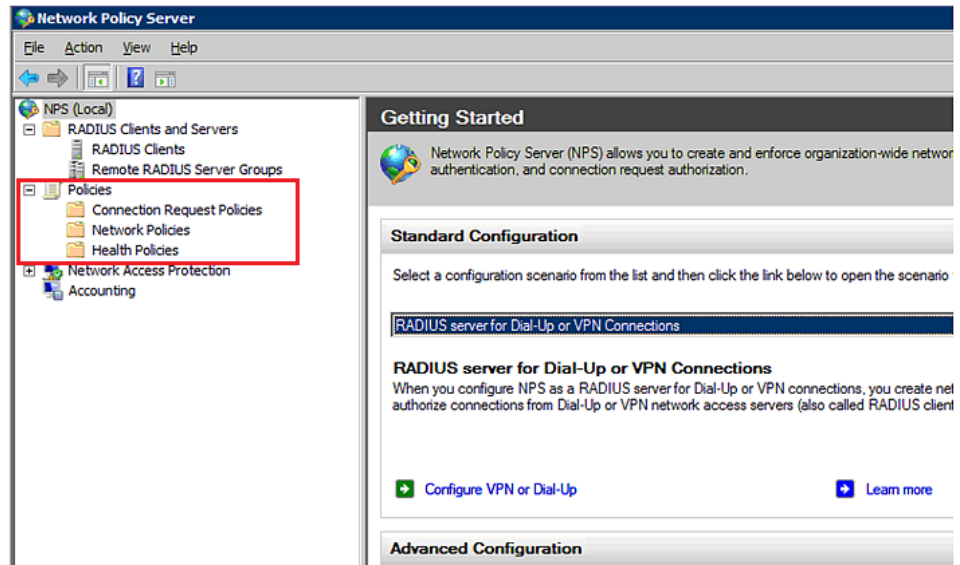 Network Policy Server
File Action View Help
NPS (Local)
RADIUS Clients and Servers
RADIUS Clients
Remote RADIUS Server Groups
Policies
Connection Request Policies
Network Policies
Health Policies
Network Access Protection
Accounting
Getting Started
Network Policy Server (NPS) allows you to create and enforce organization-wide networ
authentication, and connection request authorization.
Standard Configuration
Select a configuration scenario from the list and then click the link below to open the scenario
RADIUS server for Dial-Up or VPN Connections
RADIUS server for Dial-Up or VPN Connections
When you configure NPS as a RADIUS server for Dial-Up or VPN connections, you create net
authorize connections from Dial-Up or VPN network access servers (also called RADIUS client
Configure VPN or Dial-Up
Learn more
Advanced Configuration